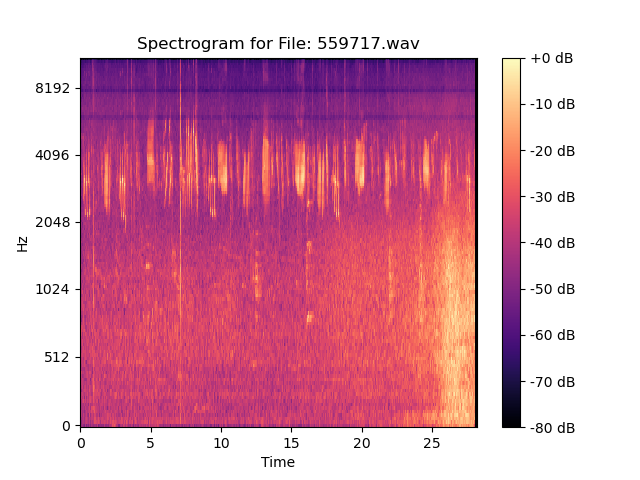 Spectrogram for File: 559717.wav
8192
4096
2048
1024
512
0
Hz
0 5 10 15 20 25
Time
+0 dB
-10 dB
-20 dB
-30 dB
-40 dB
-50 dB
-60 dB
-70 dB
-80 dB